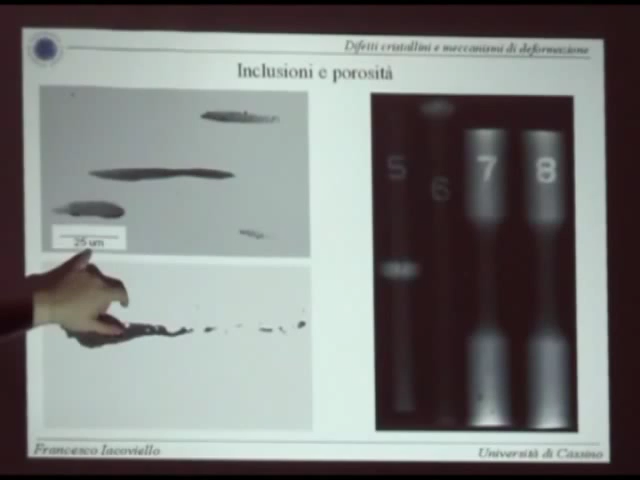 Difetti cristallini e meccanismi di deformazione
Inclusioni e porosità
5
6
7
8
25 um
Francesco Iacoviello
Università di Cassino